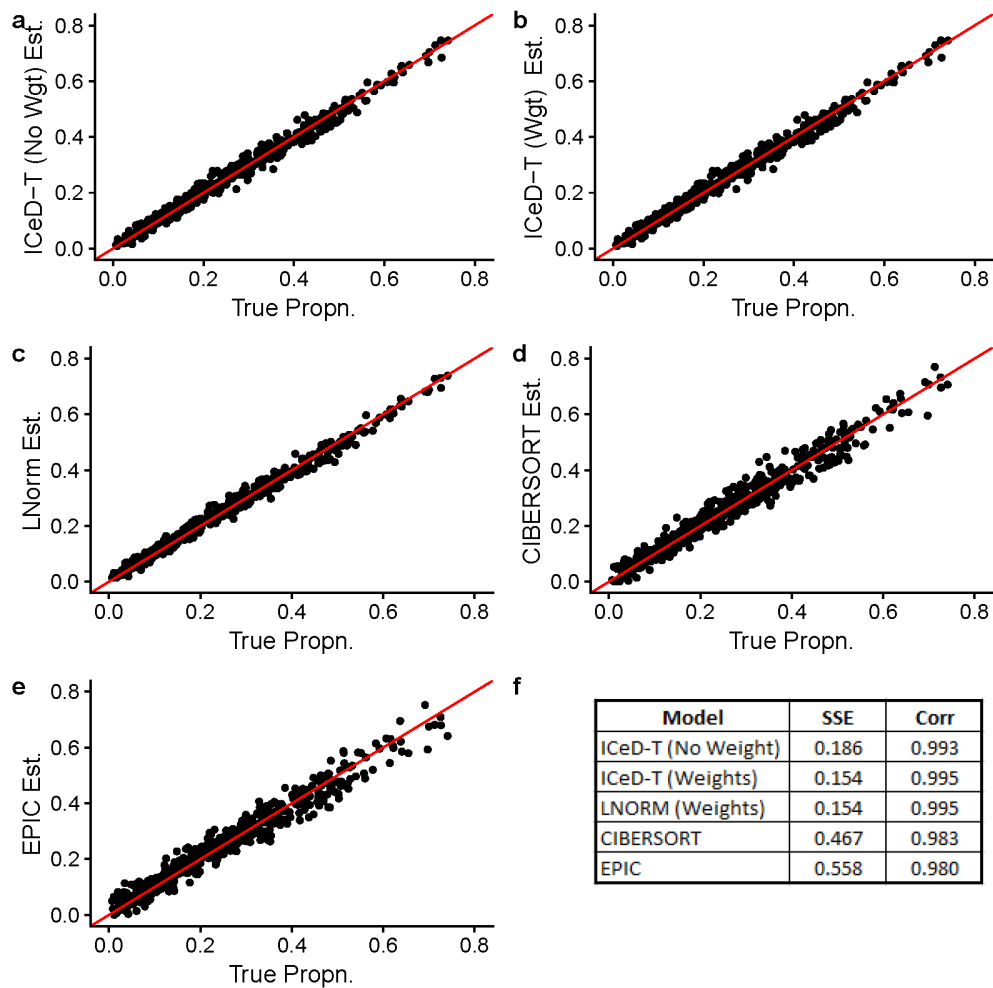 a
0.8
0.6
0.4
0.2
0.0
ICeD−T (No Wgt) Est.
0.0 0.2 0.4 0.6 0.8
True Propn.
b
0.8
0.6
0.4
0.2
0.0
ICeD−T (Wgt) Est.
0.0 0.2 0.4 0.6 0.8
True Propn.
c
0.8
0.6
0.4
0.2
0.0
LNorm Est.
0.0 0.2 0.4 0.6 0.8
True Propn.
d
0.8
0.6
0.4
0.2
0.0
CIBERSORT Est.
0.0 0.2 0.4 0.6 0.8
True Propn.
e
0.8
0.6
0.4
0.2
0.0
EPIC Est.
0.0 0.2 0.4 0.6 0.8
True Propn.
f
Model SSE Corr
ICeD-T (No Weight) 0.186 0.993
ICeD-T (Weights) 0.154 0.995
LNORM (Weights) 0.154 0.995
CIBERSORT 0.467 0.983
EPIC 0.558 0.980